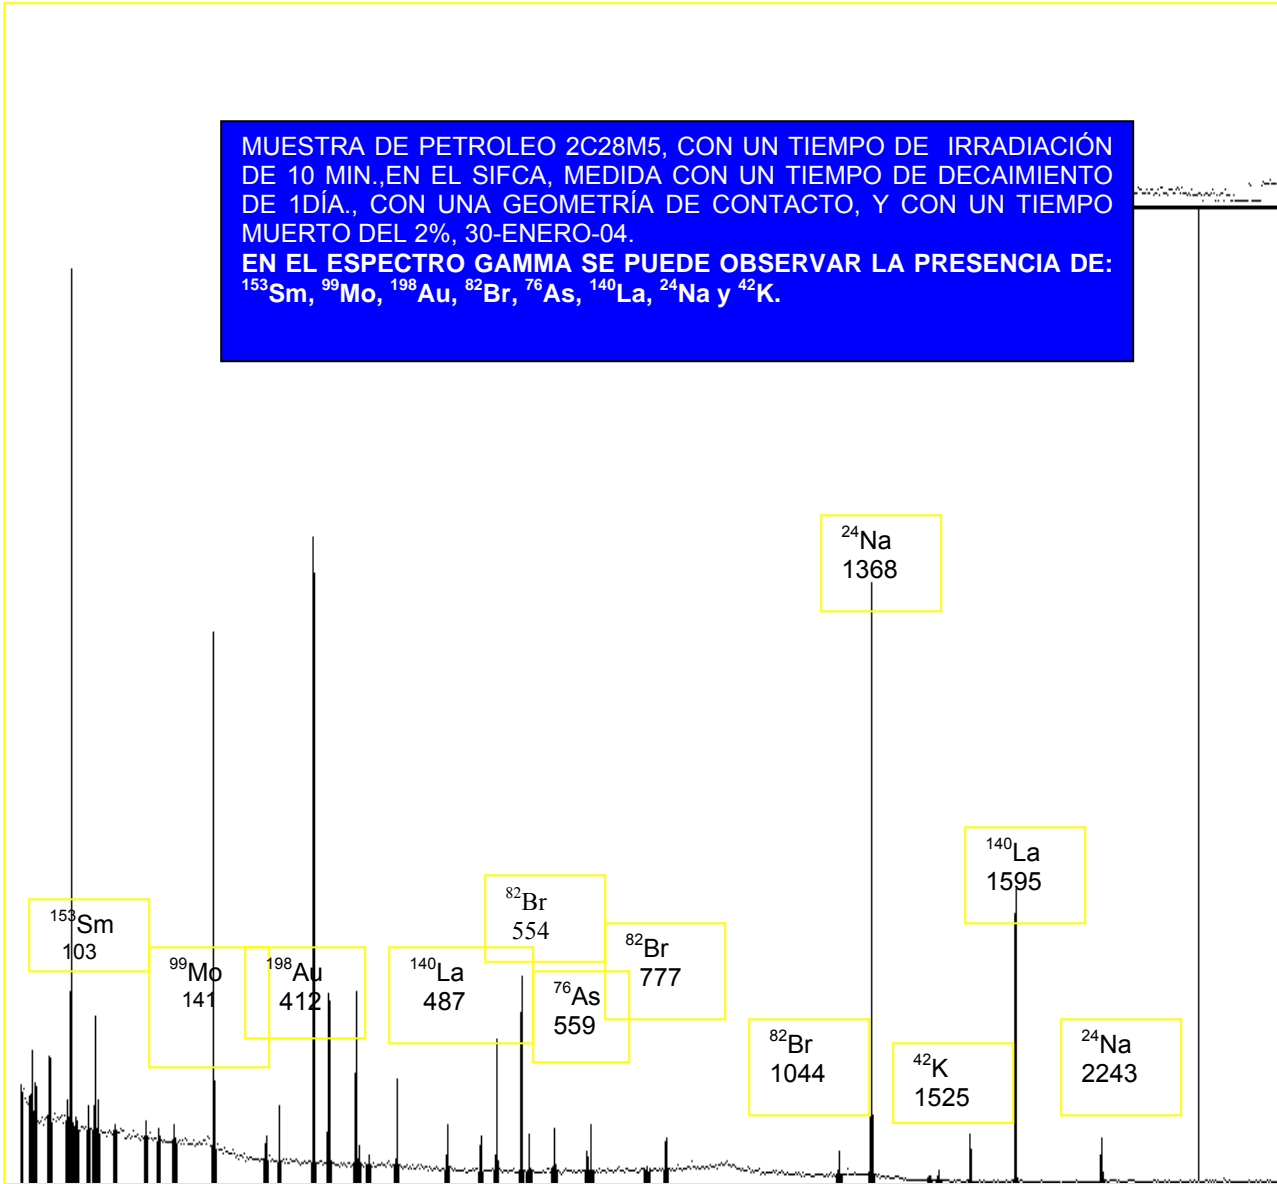 MUESTRA DE PETROLEO 2C28M5, CON UN TIEMPO DE IRRADIACIÓN
DE 10 MIN.,EN EL SIFCA, MEDIDA CON UN TIEMPO DE DECAIMIENTO
DE 1DÍA., CON UNA GEOMETRÍA DE CONTACTO, Y CON UN TIEMPO
MUERTO DEL 2%, 30-ENERO-04.
EN EL ESPECTRO GAMMA SE PUEDE OBSERVAR LA PRESENCIA DE:
¹⁵³Sm, ⁹⁹Mo, ¹⁹⁸Au, ⁸²Br, ⁷⁶As, ¹⁴⁰La, ²⁴Na y ⁴²K.
²⁴Na
1368
¹⁴⁰La
1595
¹⁵³Sm
103
⁹⁹Mo
141
¹⁹⁸Au
412
¹⁴⁰La
487
⁸²Br
554
⁷⁶As
559
⁸²Br
777
⁸²Br
1044
⁴²K
1525
²⁴Na
2243